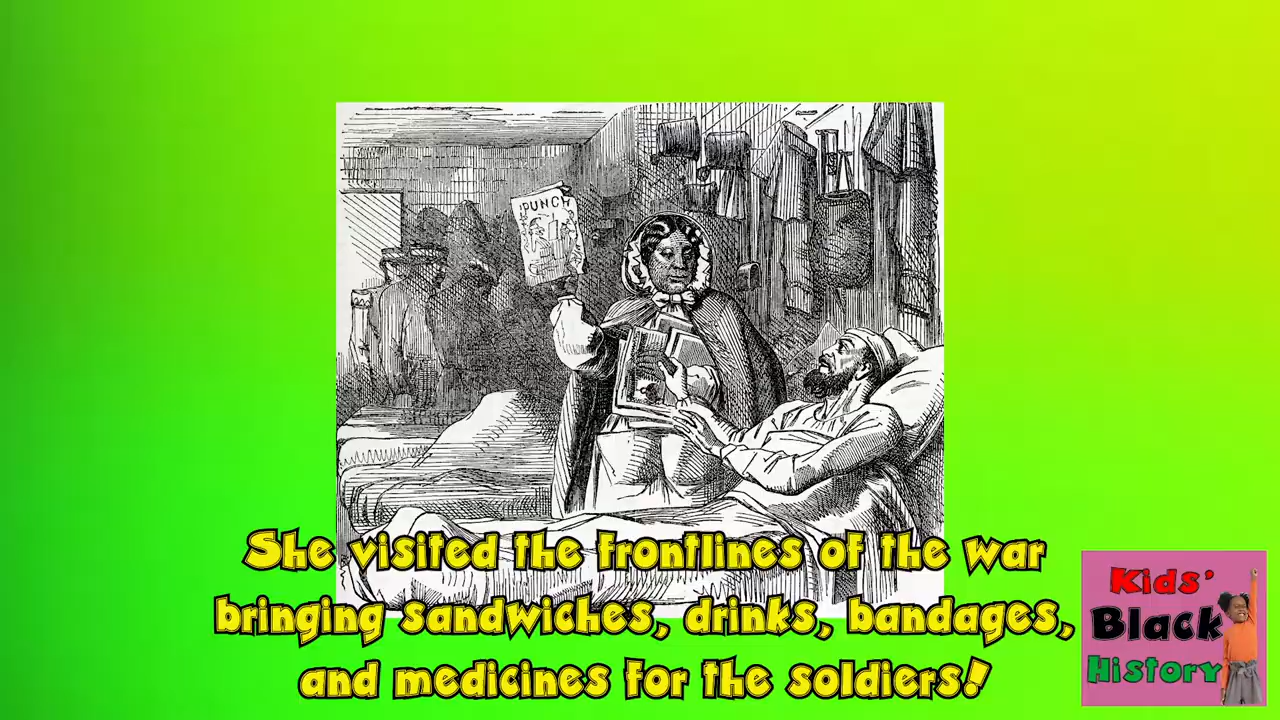 PUNCH
She visited the frontlines of the war
bringing sandwiches, drinks, bandages,
and medicines for the soldiers!
Kids'
Black
History